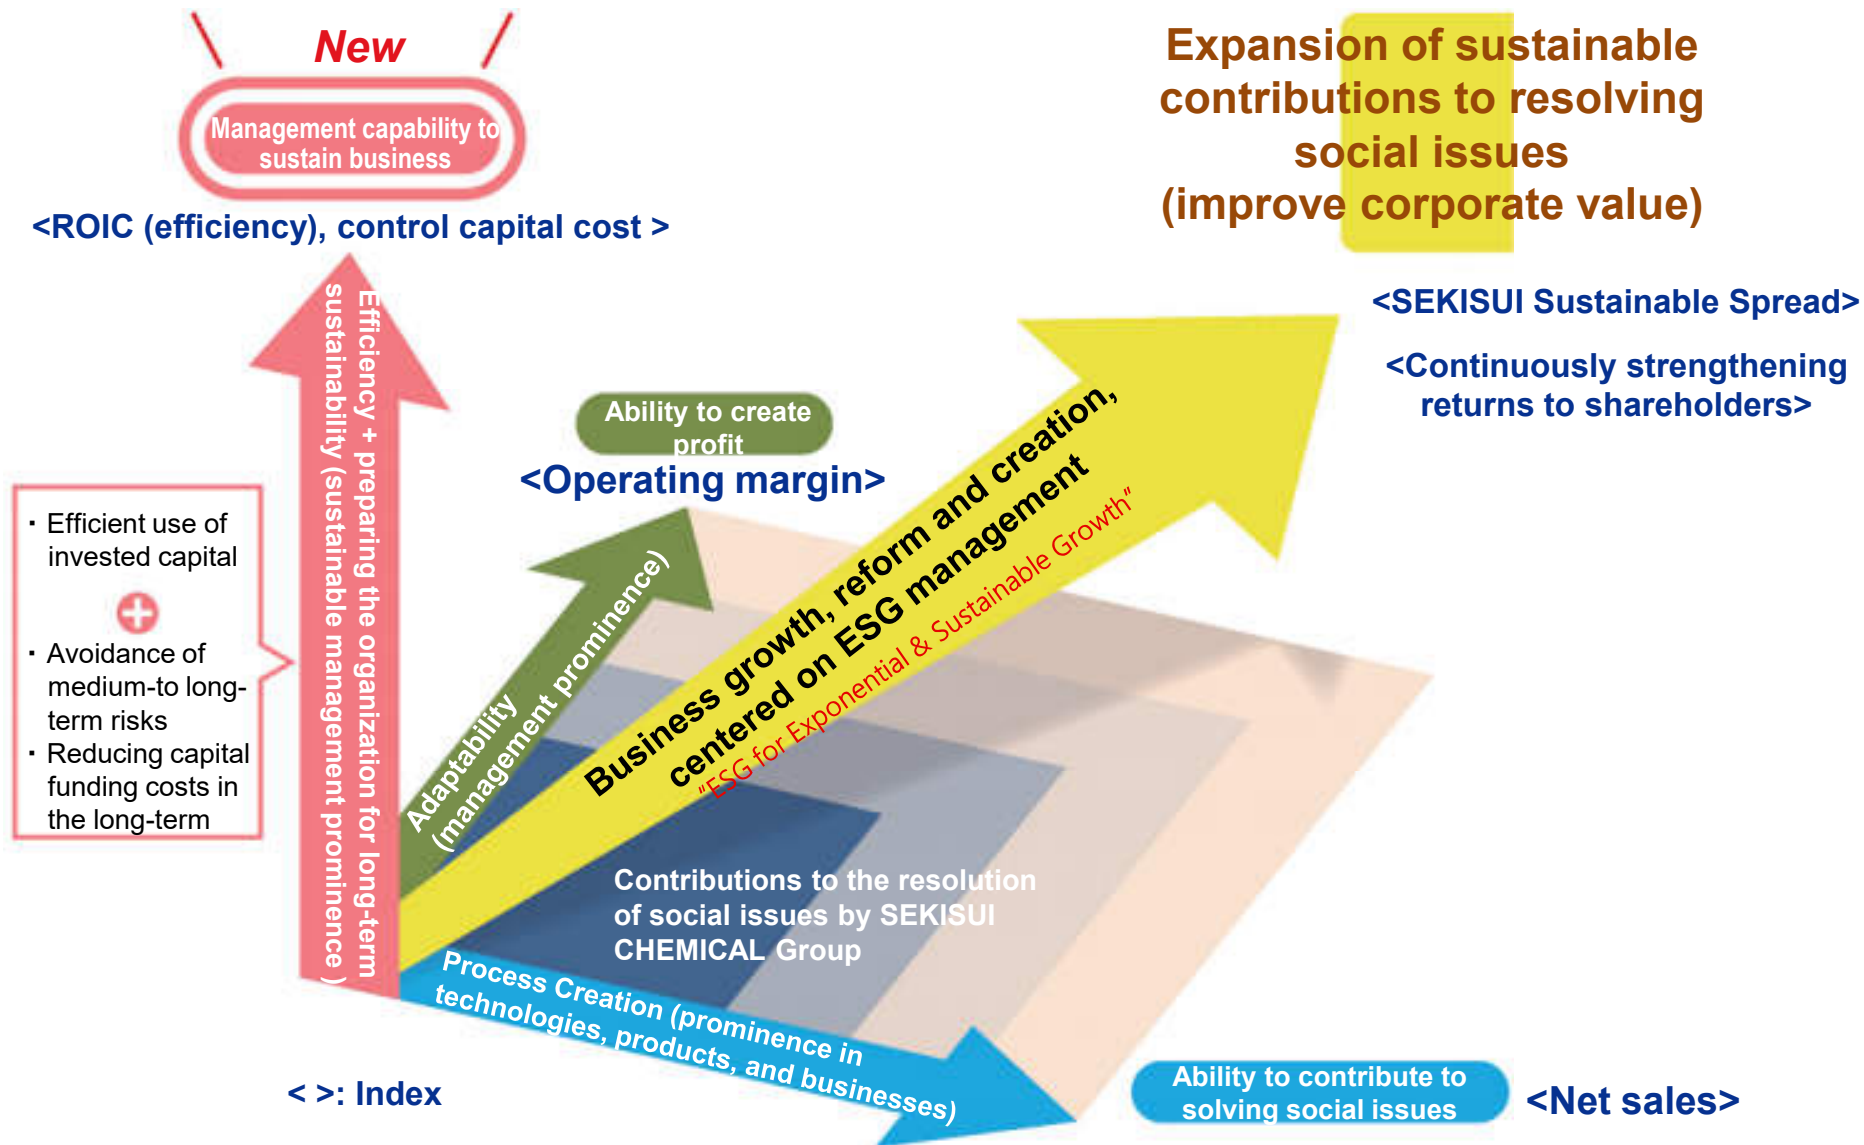 New
Management capability to
sustain business
<ROIC (efficiency), control capital cost >
Expansion of sustainable
contributions to resolving
social issues
(improve corporate value)
<SEKISUI Sustainable Spread>
<Continuously strengthening
returns to shareholders>
Efficiency + preparing the organization for long-term
sustainability (sustainable management prominence )
・Efficient use of
invested capital
+
・Avoidance of
medium-to long-
term risks
・Reducing capital
funding costs in
the long-term
Ability to create
profit
<Operating margin>
Adaptability
(management prominence)
Business growth, reform and creation,
centered on ESG management
“ESG for Exponential & Sustainable Growth”
Contributions to the resolution
of social issues by SEKISUI
CHEMICAL Group
Process Creation (prominence in
technologies, products, and businesses)
Ability to contribute to
solving social issues
<Net sales>
< >: Index